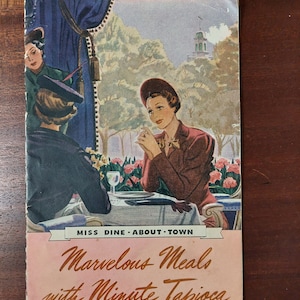 MISS DINE · ABOUT · TOWN
Marvelous Meals
with Minute Tapioca